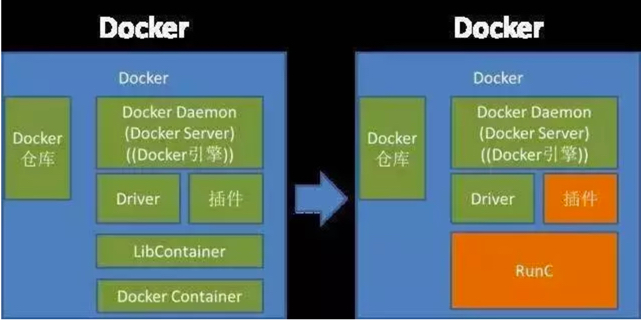 Docker
Docker
Docker
仓库
Docker Daemon
(Docker Server)
((Docker引擎))
Driver
插件
LibContainer
Docker Container
Docker
Docker
Docker
仓库
Docker Daemon
(Docker Server)
((Docker引擎))
Driver
插件
RunC